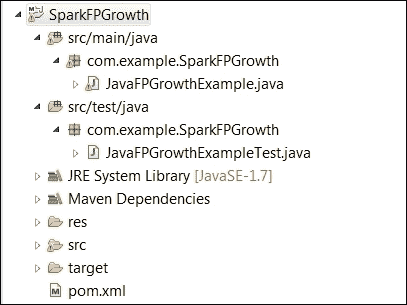 SparkFPGrowth
src/main/java
com.example.SparkFPGrowth
JavaFPGrowthExample.java
src/test/java
com.example.SparkFPGrowth
JavaFPGrowthExampleTest.java
JRE System Library [JavaSE-1.7]
Maven Dependencies
res
src
target
pom.xml